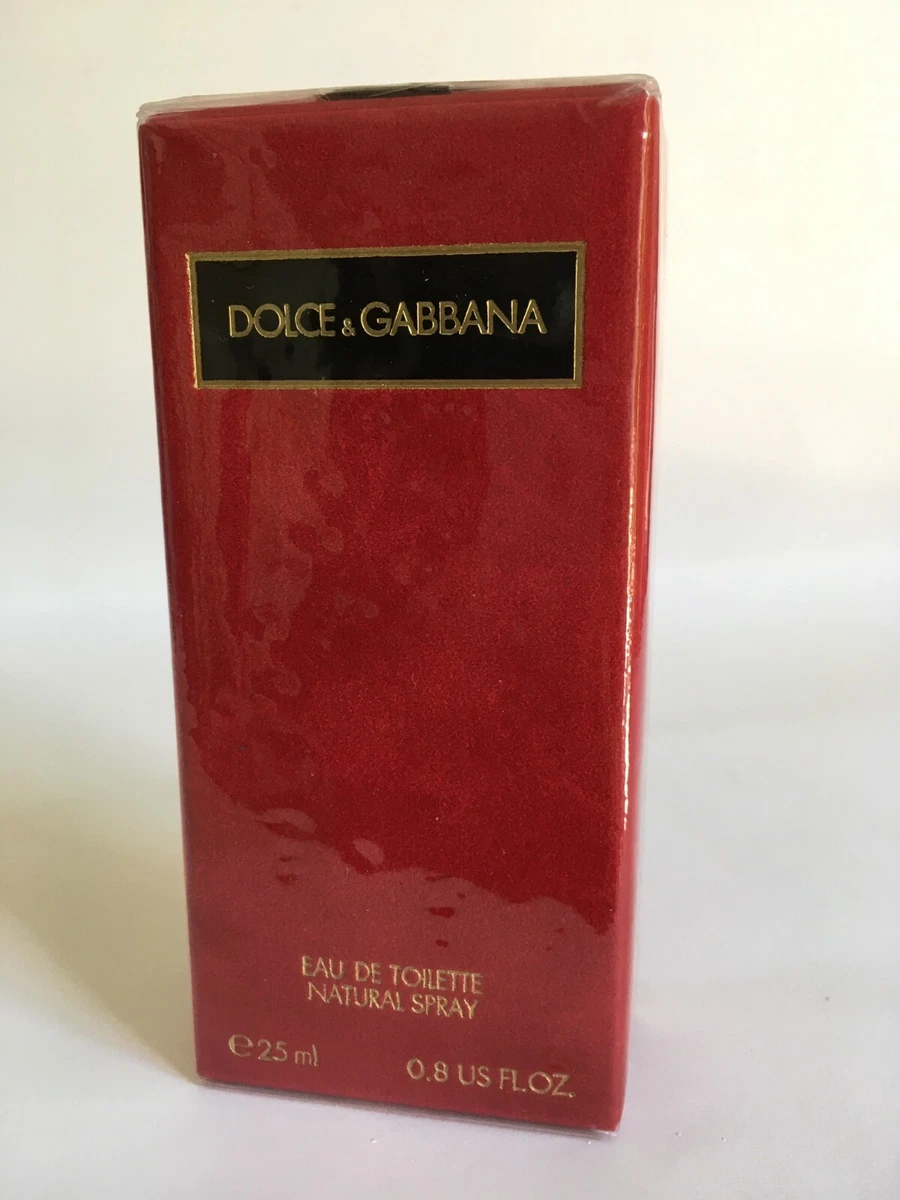 DOLCE & GABBANA
EAU DE TOILETTE
NATURAL SPRAY
℮25 ml
0.8 US FL.OZ.